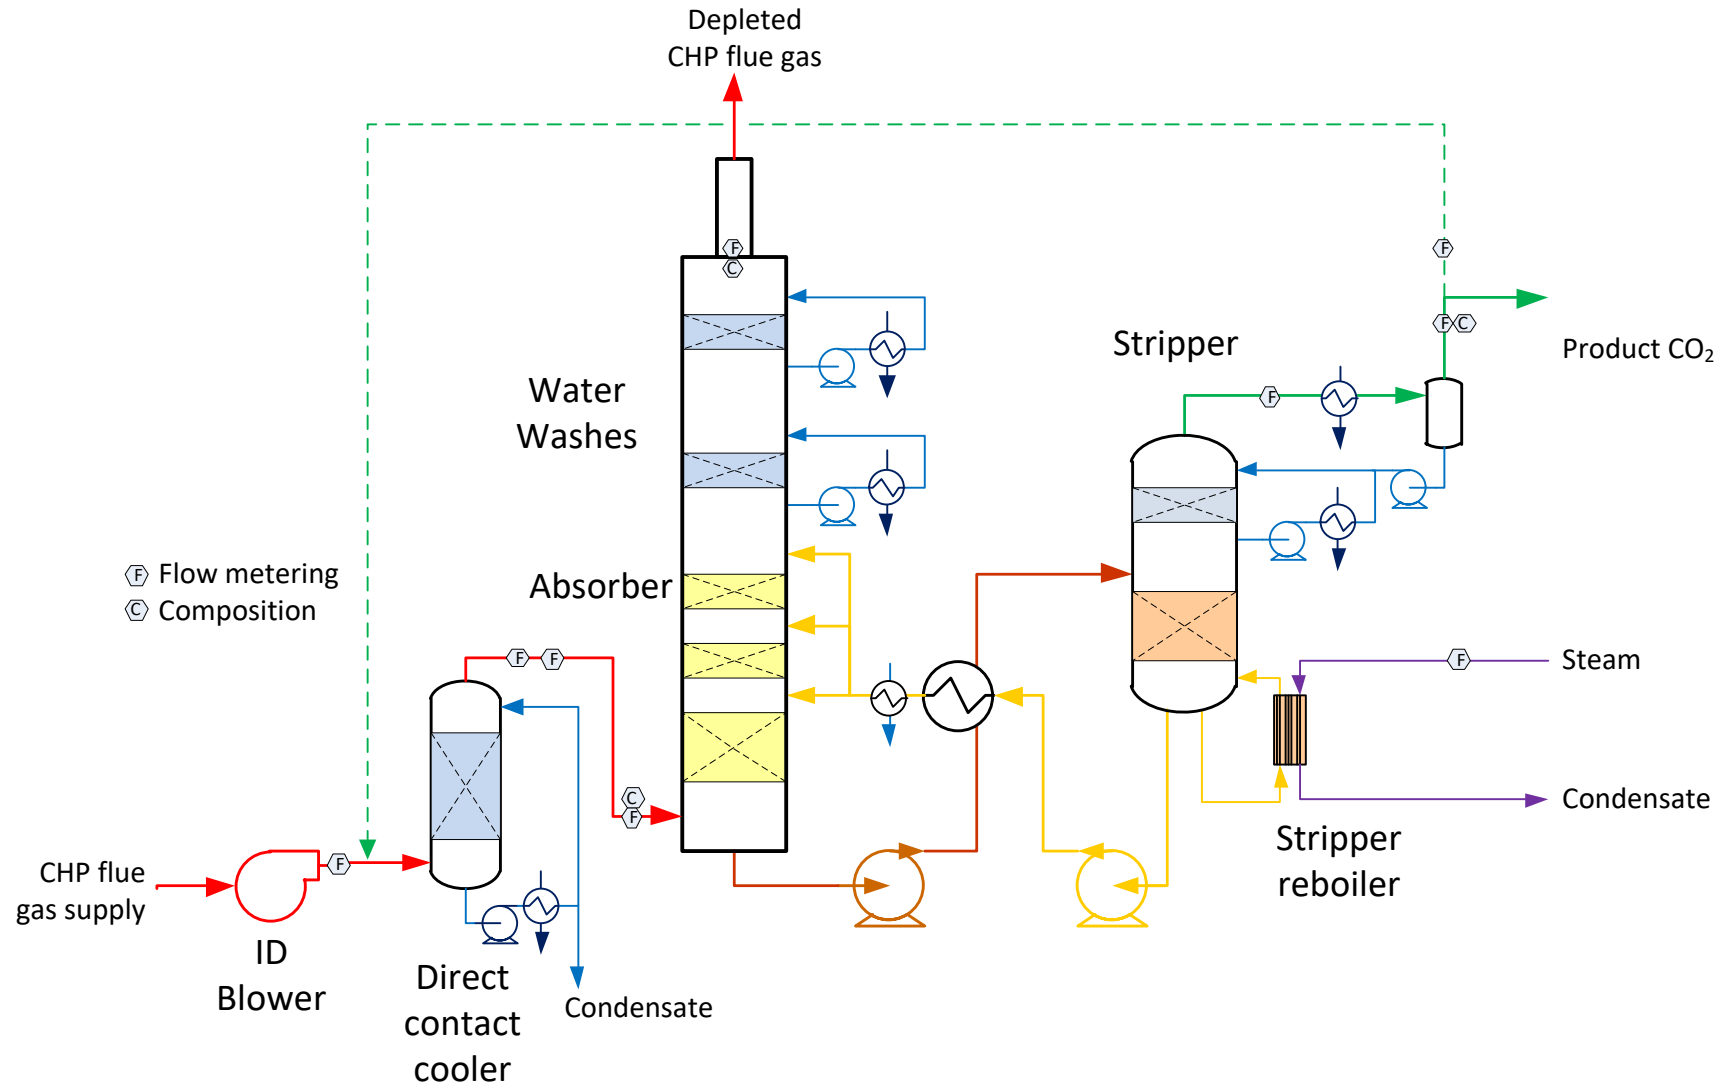 Depleted
CHP flue gas
F
C
F
F C
Stripper
Product CO₂
F
Water
Washes
F Flow metering
C Composition
Absorber
F F
F
Steam
C
F
Condensate
Stripper
reboiler
F
CHP flue
gas supply
ID
Blower
Direct
contact
cooler
Condensate